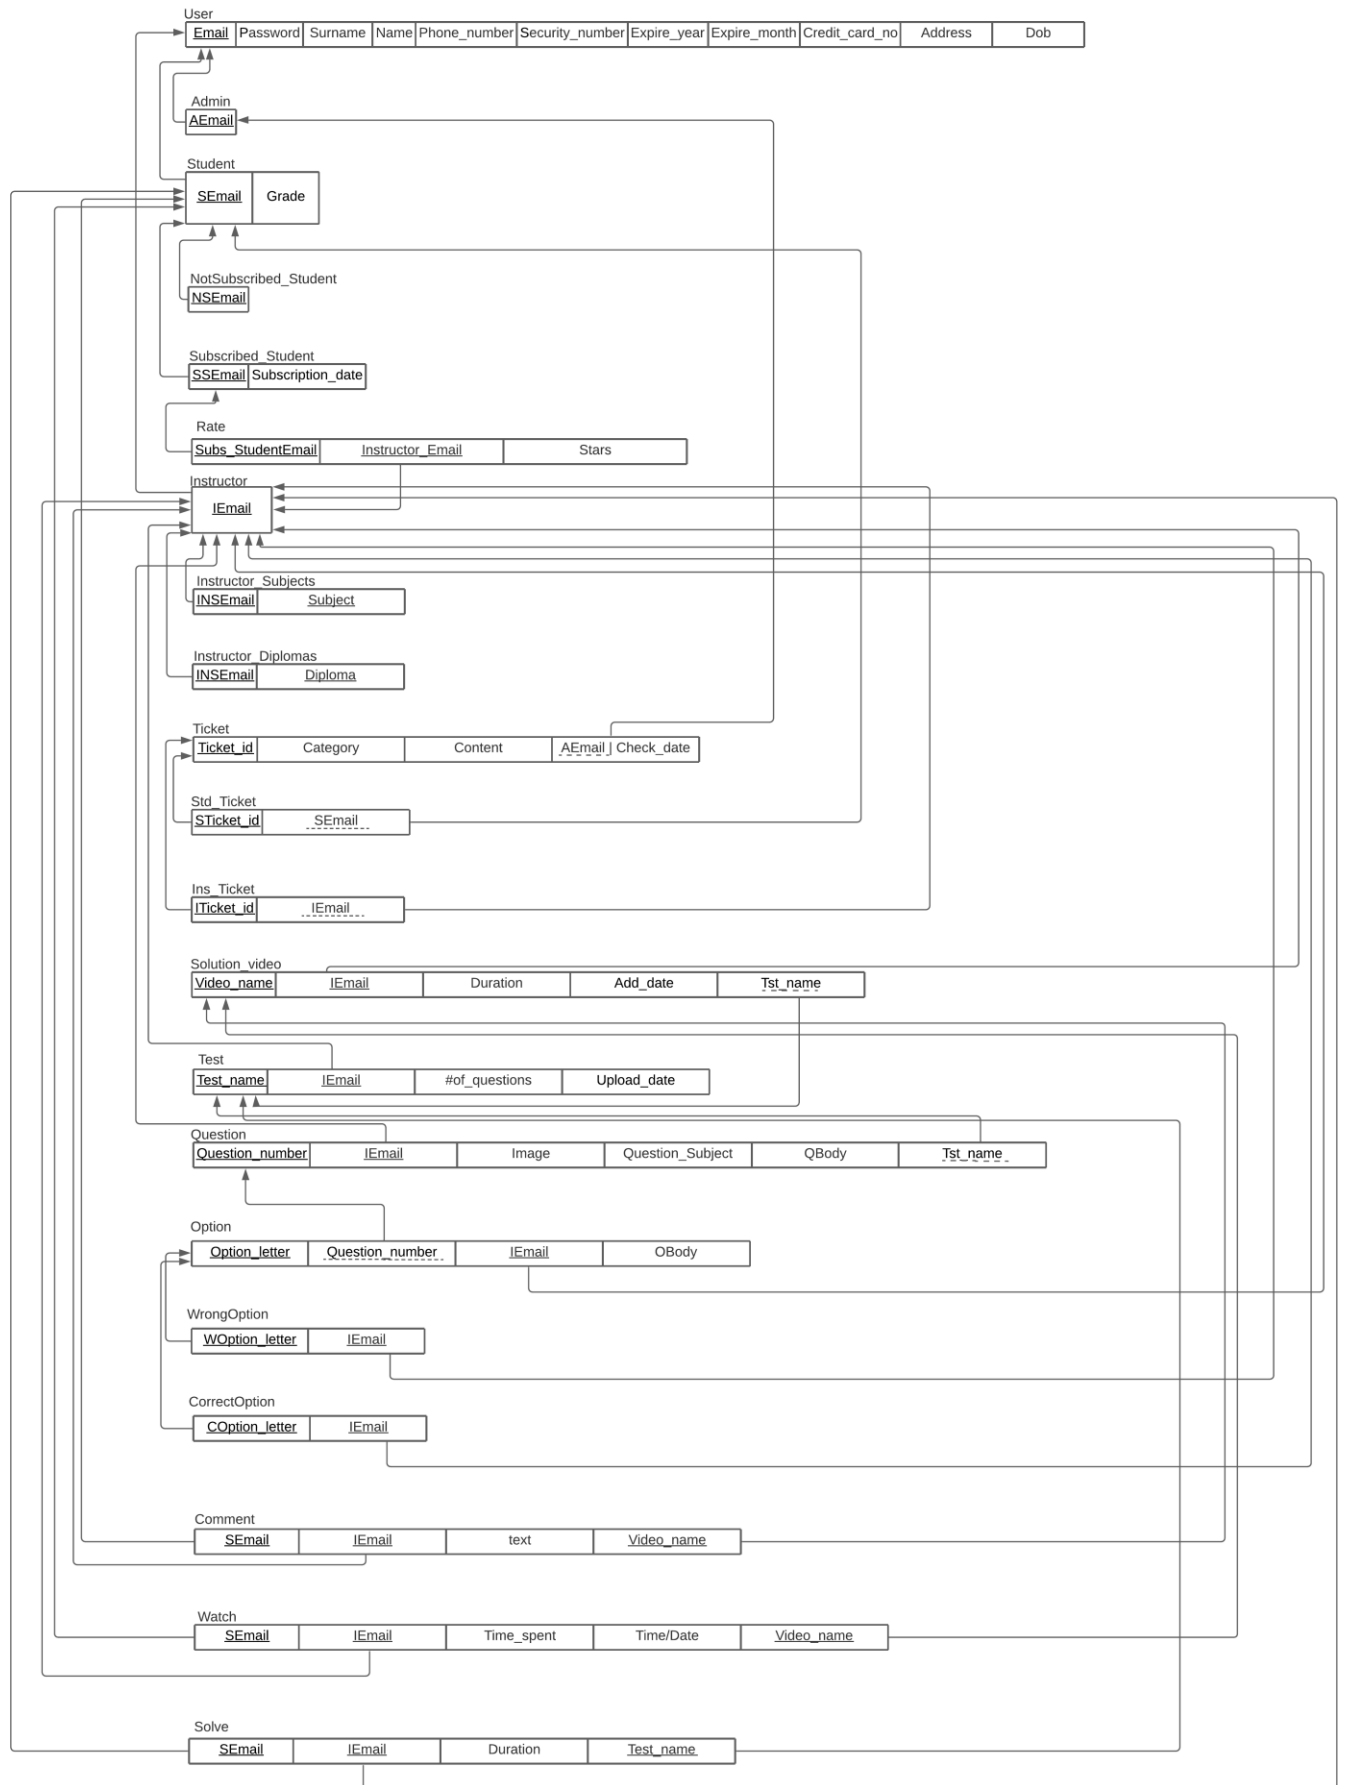 User
Email Password Surname Name Phone_number Security_number Expire_year Expire_month Credit_card_no Address Dob
Admin
AEmail
Student
SEmail Grade
NotSubscribed_Student
NSEmail
Subscribed_Student
SSEmail Subscription_date
Rate
Subs_StudentEmail Instructor_Email Stars
Instructor
IEmail
Instructor_Subjects
INSEmail Subject
Instructor_Diplomas
INSEmail Diploma
Ticket
Ticket_id Category Content AEmail | Check_date
Std_Ticket
STicket_id SEmail
Ins_Ticket
ITicket_id IEmail
Solution_video
Video_name IEmail Duration Add_date Tst_name
Test
Test_name IEmail #of_questions Upload_date
Question
Question_number IEmail Image Question_Subject QBody Tst_name
Option
Option_letter Question_number IEmail OBody
WrongOption
WOption_letter IEmail
CorrectOption
COption_letter IEmail
Comment
SEmail IEmail text Video_name
Watch
SEmail IEmail Time_spent Time/Date Video_name
Solve
SEmail IEmail Duration Test_name